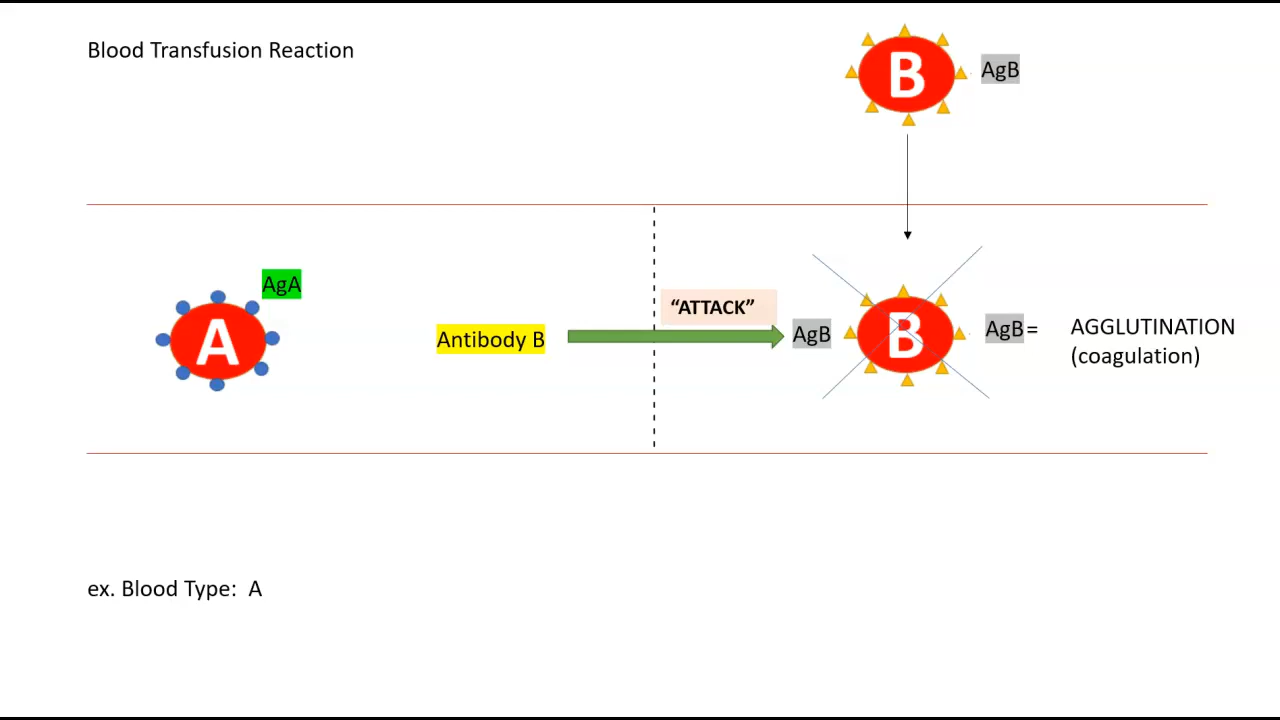 Blood Transfusion Reaction
B
AgB
AgA
A
Antibody B
“ATTACK”
AgB
B
AgB=
AGGLUTINATION
(coagulation)
ex. Blood Type: A